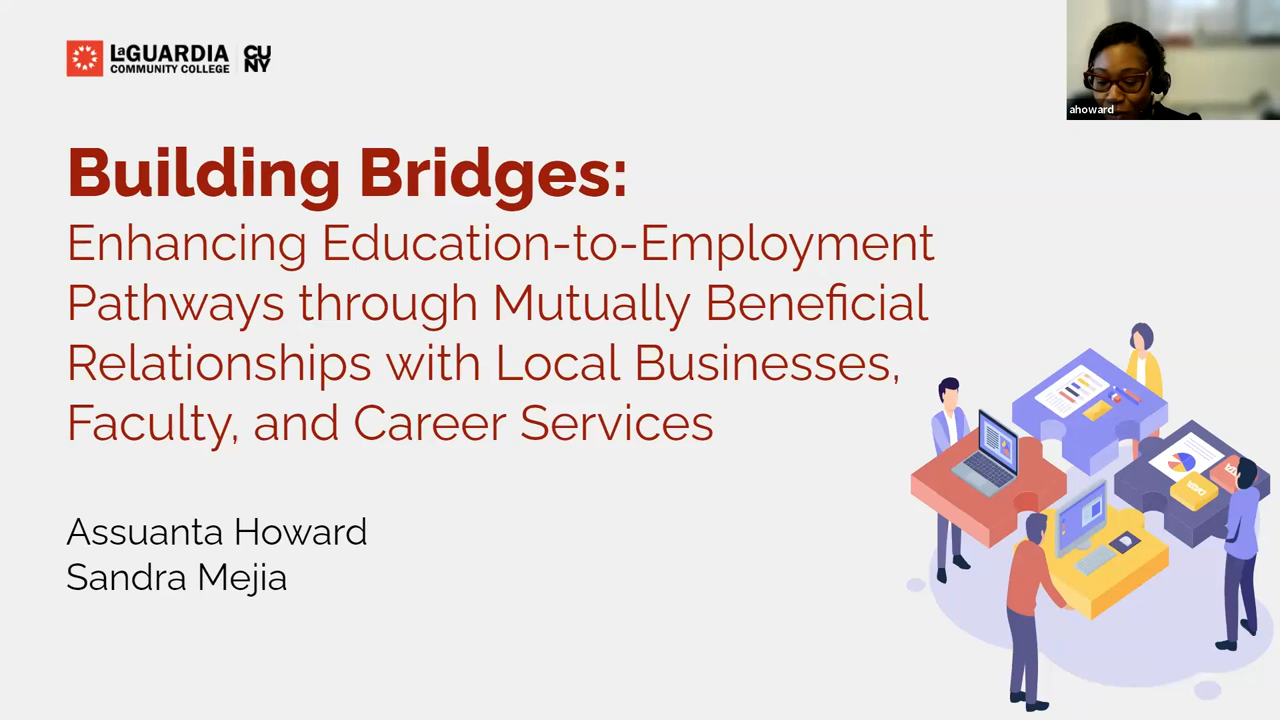 LaGUARDIA
COMMUNITY COLLEGE
CU
NY
ahoward
Building Bridges:
Enhancing Education-to-Employment
Pathways through Mutually Beneficial
Relationships with Local Businesses,
Faculty, and Career Services
Assuanta Howard
Sandra Mejia